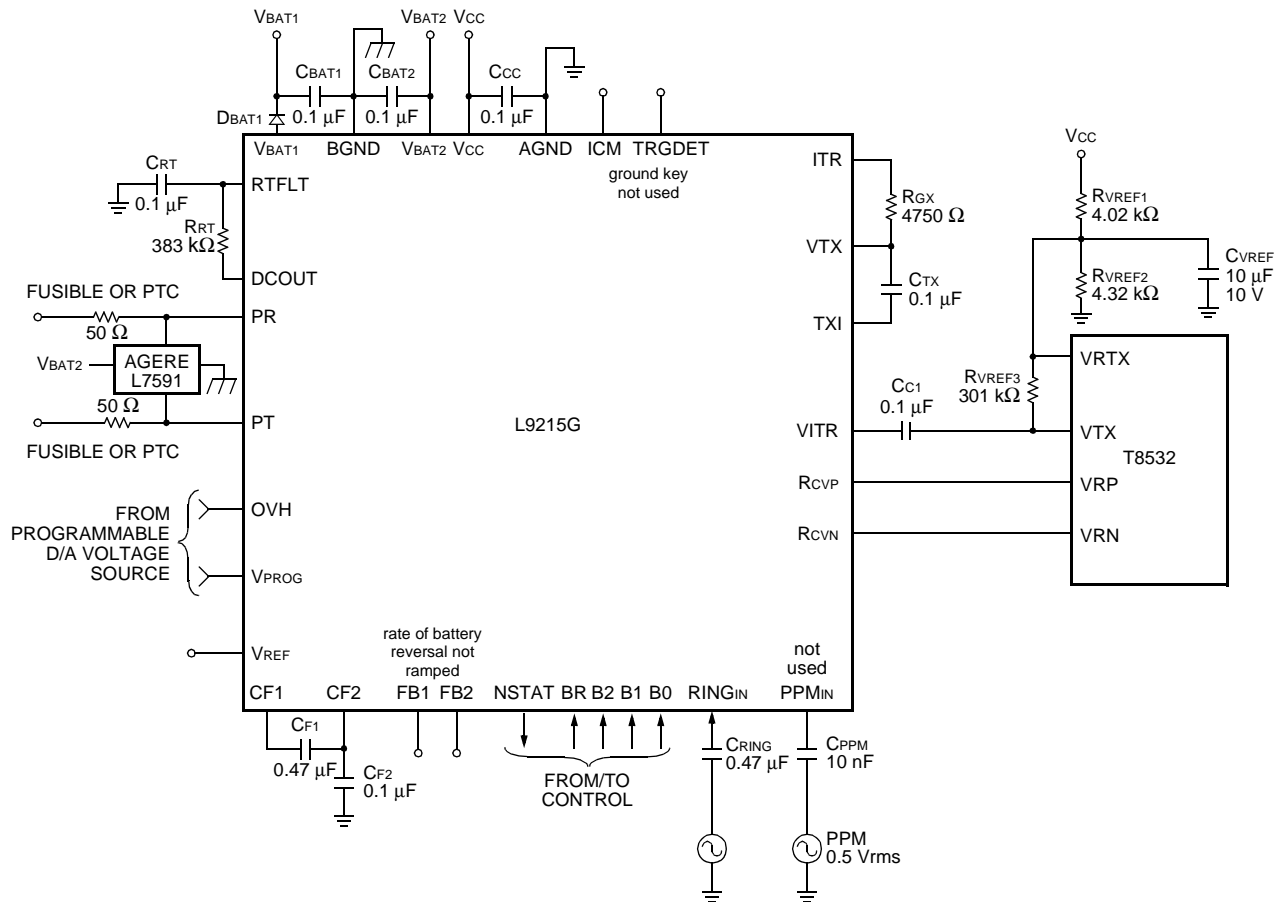 VBAT1
VBAT2
VCC
CBAT1
0.1 µF
CBAT2
0.1 µF
CCC
0.1 µF
DBAT1
VBAT1
BGND
VBAT2
VCC
AGND
ICM
TRGDET
ground key
not used
CRT
0.1 µF
RRT
383 kΩ
RTFLT
DCOUT
FUSIBLE OR PTC
50 Ω
PR
VBAT2
AGERE
L7591
50 Ω
PT
FUSIBLE OR PTC
FROM
PROGRAMMABLE
D/A VOLTAGE
SOURCE
OVH
VPROG
VREF
L9215G
ITR
RGX
4750 Ω
VTX
CTX
0.1 µF
TXI
VCC
RVREF1
4.02 kΩ
RVREF2
4.32 kΩ
CVREF
10 µF
10 V
RVREF3
301 kΩ
CC1
0.1 µF
VITR
RCVP
RCVN
VRTX
VTX
T8532
VRP
VRN
rate of battery
reversal not
ramped
not
used
CF1
CF2
FB1
FB2
NSTAT
BR
B2
B1
B0
RINGIN
PPMIN
CF1
0.47 µF
CF2
0.1 µF
FROM/TO
CONTROL
CRING
0.47 µF
CPPM
10 nF
PPM
0.5 Vrms